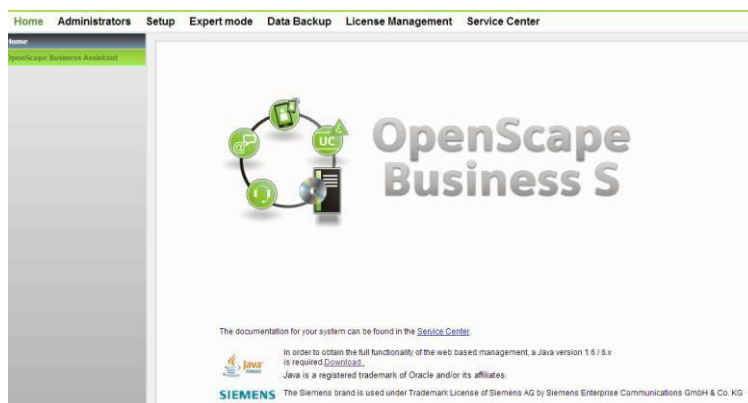 Home Administrators Setup Expert mode Data Backup License Management Service Center
Home
OpenScape Business Assistant
@
UC
OpenScape
Business S
The documentation for your system can be found in the Service Center.
In order to obtain the full functionality of the web based management, a Java version 1.6 / 6.x
is required.Download
Java
Java is a registered trademark of Oracle and/or its affiliates.
SIEMENS The Siemens brand is used under Trademark License of Siemens AG by Siemens Enterprise Communications GmbH & Co. KG